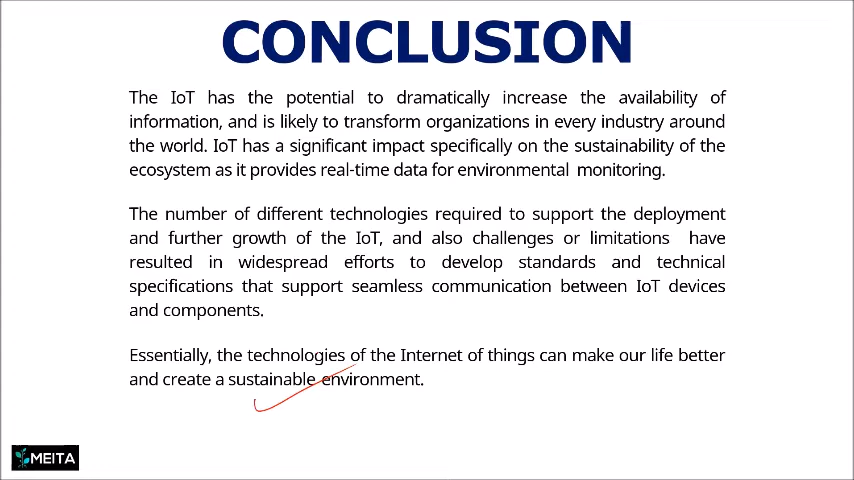 CONCLUSION
The IoT has the potential to dramatically increase the availability of
information, and is likely to transform organizations in every industry around
the world. IoT has a significant impact specifically on the sustainability of the
ecosystem as it provides real-time data for environmental monitoring.
The number of different technologies required to support the deployment
and further growth of the IoT, and also challenges or limitations have
resulted in widespread efforts to develop standards and technical
specifications that support seamless communication between IoT devices
and components.
Essentially, the technologies of the Internet of things can make our life better
and create a sustainable environment.
MEITA